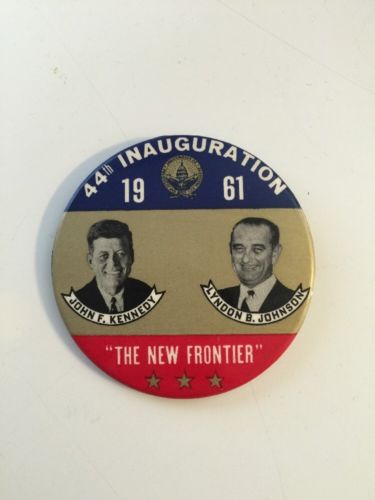 44th INAUGURATION
19 61
JOHN F. KENNEDY
LYNDON B. JOHNSON
"THE NEW FRONTIER"